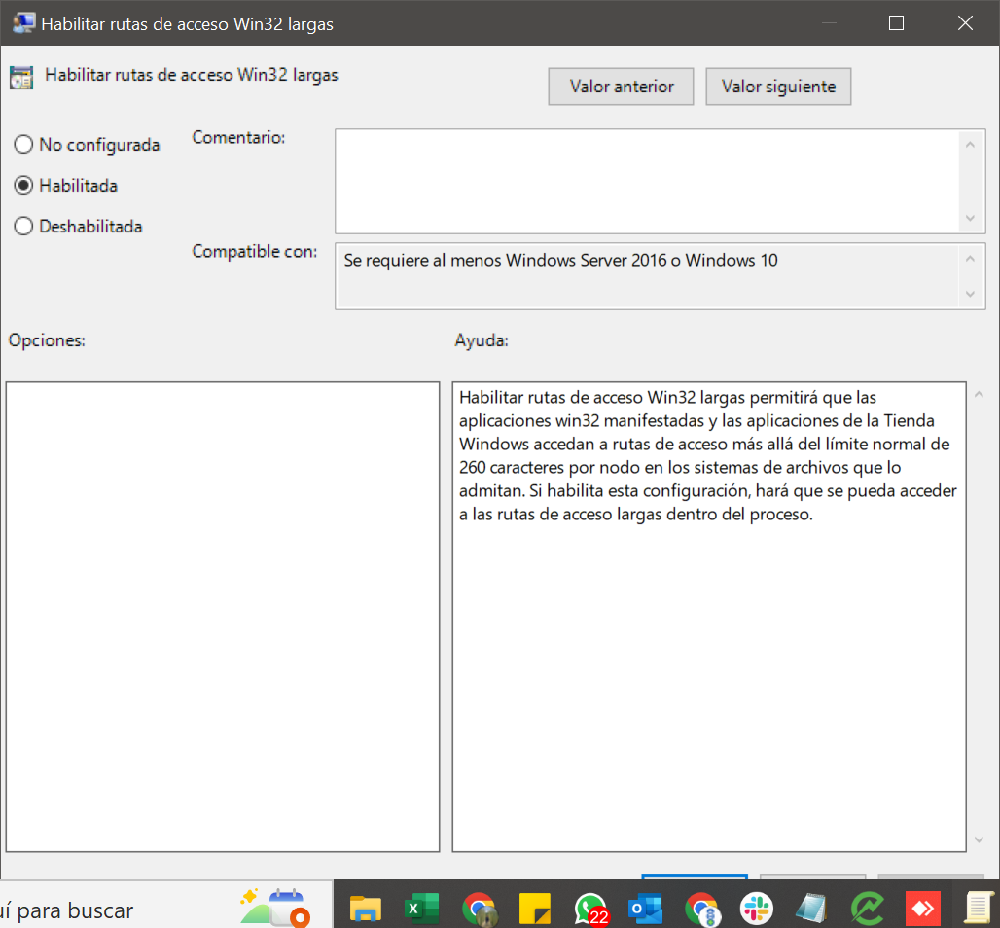 Habilitar rutas de acceso Win32 largas
Habilitar rutas de acceso Win32 largas
Valor anterior
Valor siguiente
No configurada
Habilitada
Deshabilitada
Comentario:
Compatible con:
Se requiere al menos Windows Server 2016 o Windows 10
Opciones:
Ayuda:
Habilitar rutas de acceso Win32 largas permitirá que las
aplicaciones win32 manifestadas y las aplicaciones de la Tienda
Windows accedan a rutas de acceso más allá del límite normal de
260 caracteres por nodo en los sistemas de archivos que lo
admitan. Si habilita esta configuración, hará que se pueda acceder
a las rutas de acceso largas dentro del proceso.
uí para buscar
22